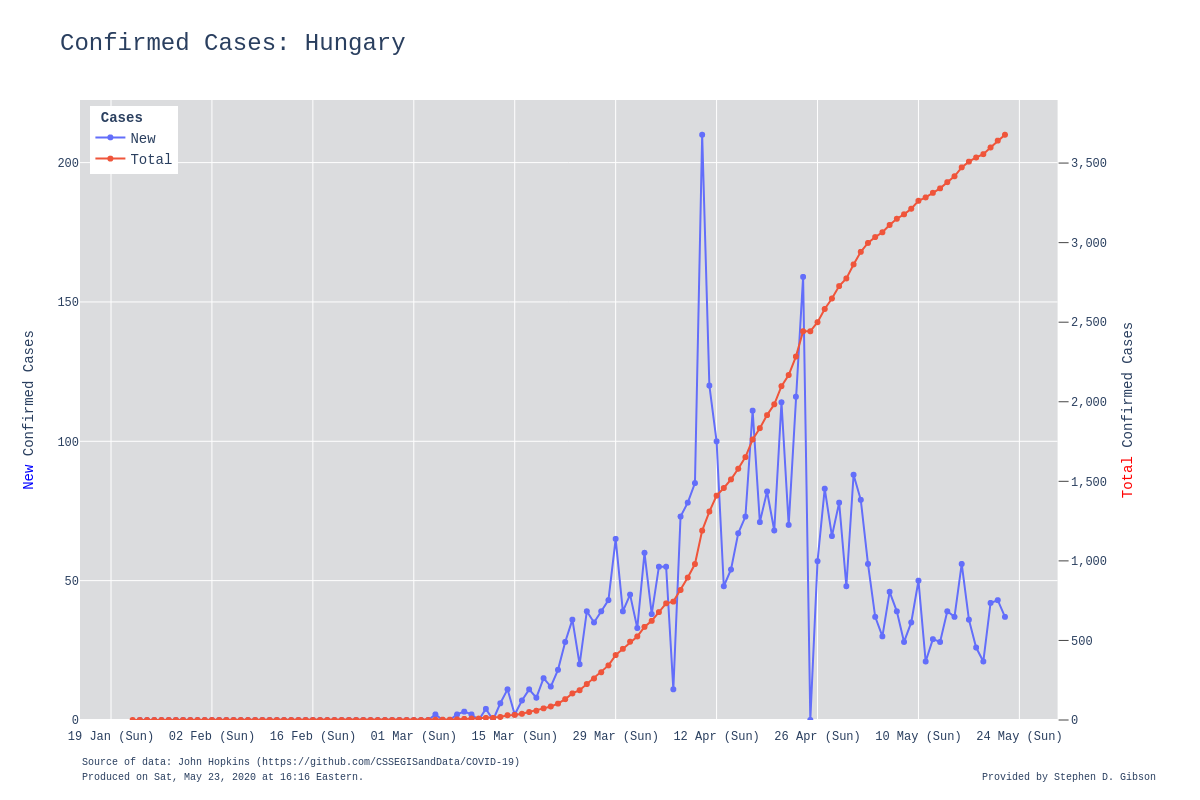 Confirmed Cases: Hungary
Cases
New
Total
200
150
100
50
0
3,500
3,000
2,500
2,000
1,500
1,000
500
0
New Confirmed Cases
Total Confirmed Cases
19 Jan (Sun) 02 Feb (Sun) 16 Feb (Sun) 01 Mar (Sun) 15 Mar (Sun) 29 Mar (Sun) 12 Apr (Sun) 26 Apr (Sun) 10 May (Sun) 24 May (Sun)
Source of data: John Hopkins (https://github.com/CSSEGISandData/COVID-19)
Produced on Sat, May 23, 2020 at 16:16 Eastern.
Provided by Stephen D. Gibson